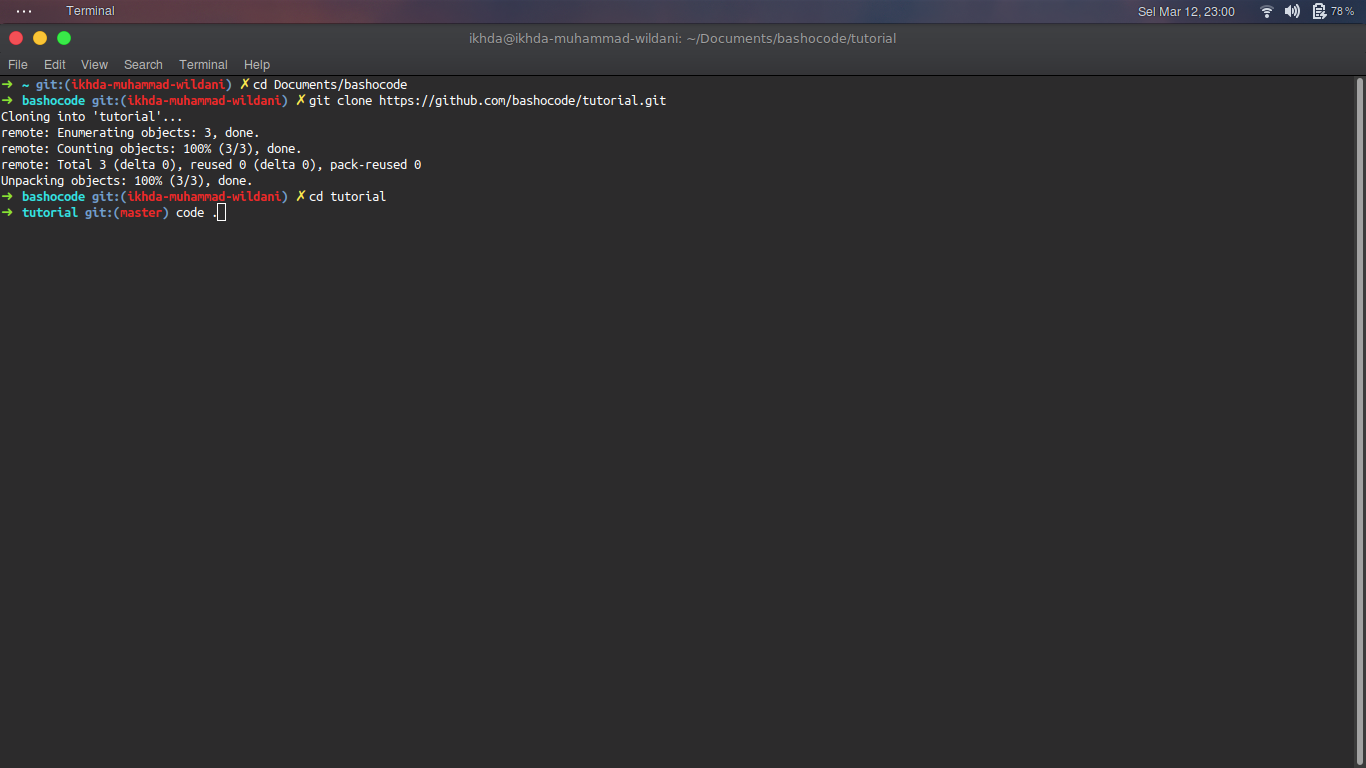 ... Terminal Sel Mar 12, 23:00 78%
ikhda@ikhda-muhammad-wildani: ~/Documents/bashocode/tutorial
File Edit View Search Terminal Help
➜ ~ git:(ikhda-muhammad-wildani) ✗ cd Documents/bashocode
➜ bashocode git:(ikhda-muhammad-wildani) ✗ git clone https://github.com/bashocode/tutorial.git
Cloning into 'tutorial'...
remote: Enumerating objects: 3, done.
remote: Counting objects: 100% (3/3), done.
remote: Total 3 (delta 0), reused 0 (delta 0), pack-reused 0
Unpacking objects: 100% (3/3), done.
➜ bashocode git:(ikhda-muhammad-wildani) ✗ cd tutorial
➜ tutorial git:(master) code .